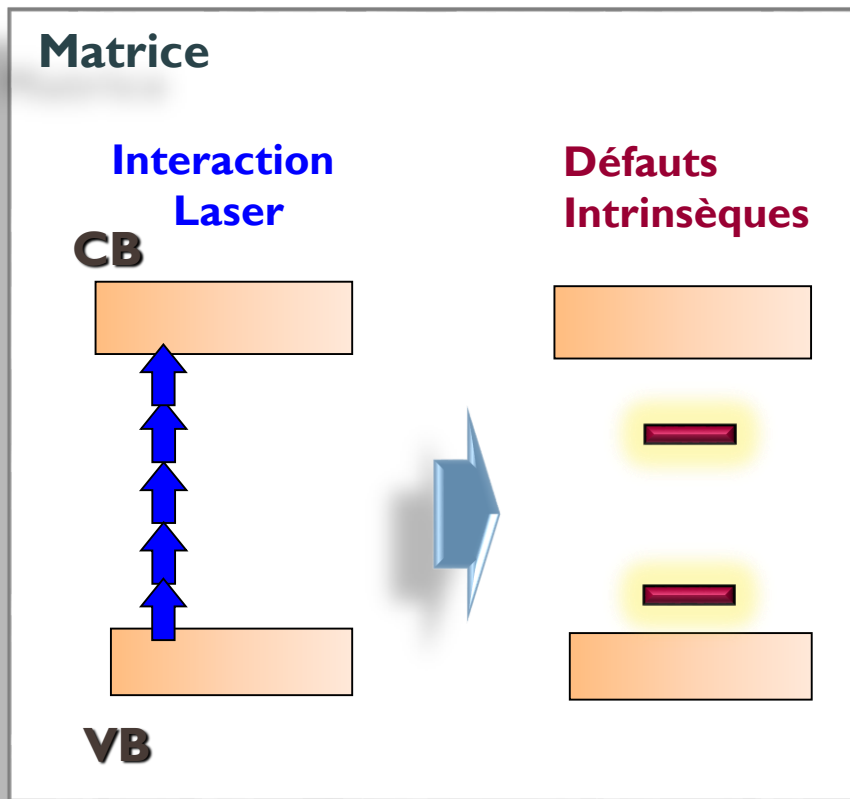 Matrice
Interaction
Laser
Défauts
Intrinsèques
CB
VB